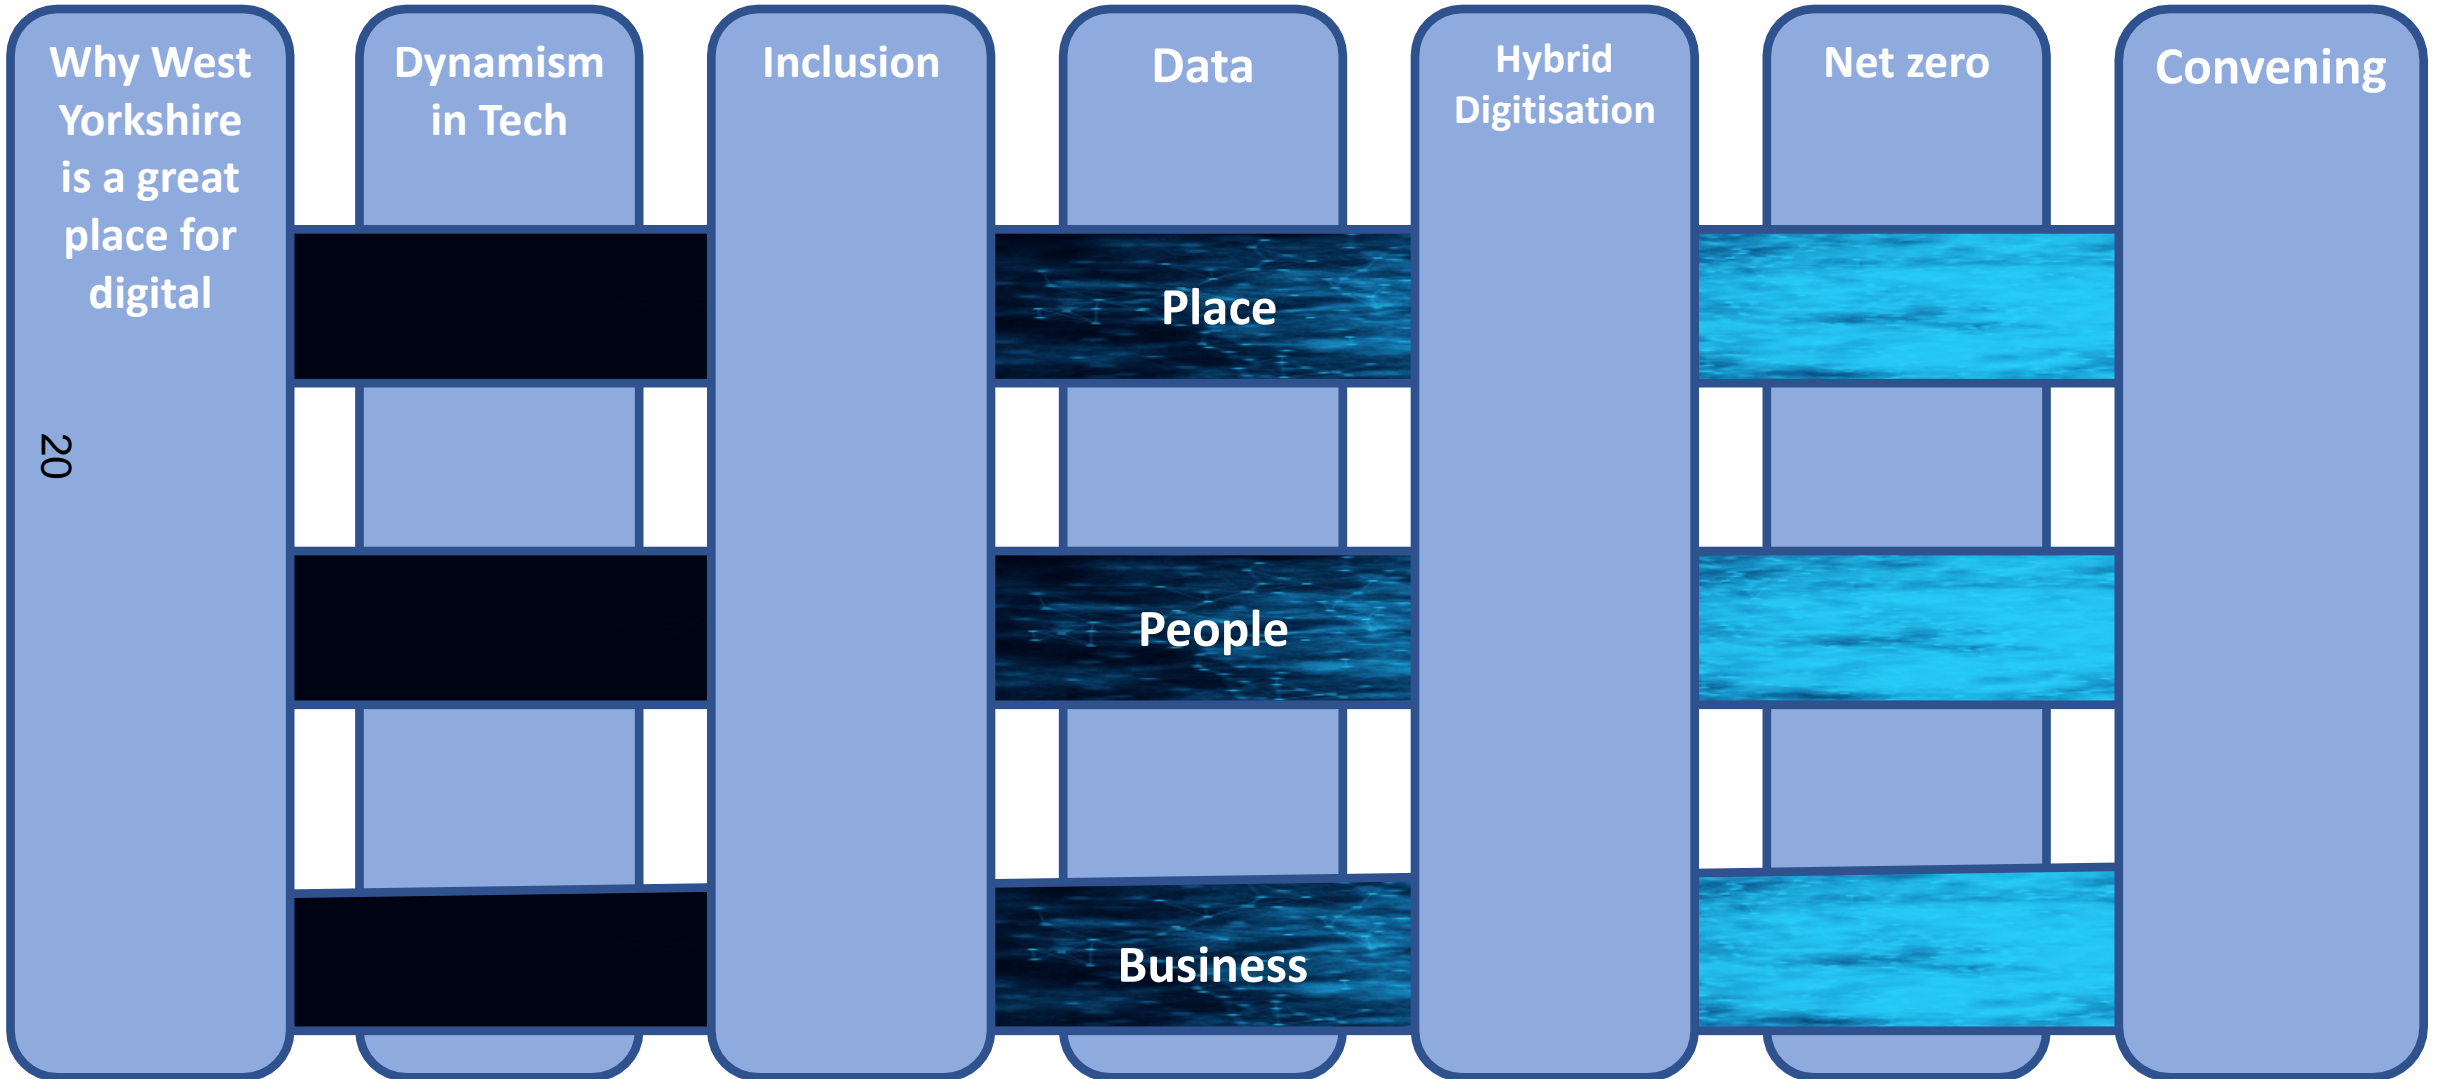 Why West
Yorkshire
is a great
place for
digital
Dynamism
in Tech
Inclusion
Data
Hybrid
Digitisation
Net zero
Convening
Place
20
People
Business